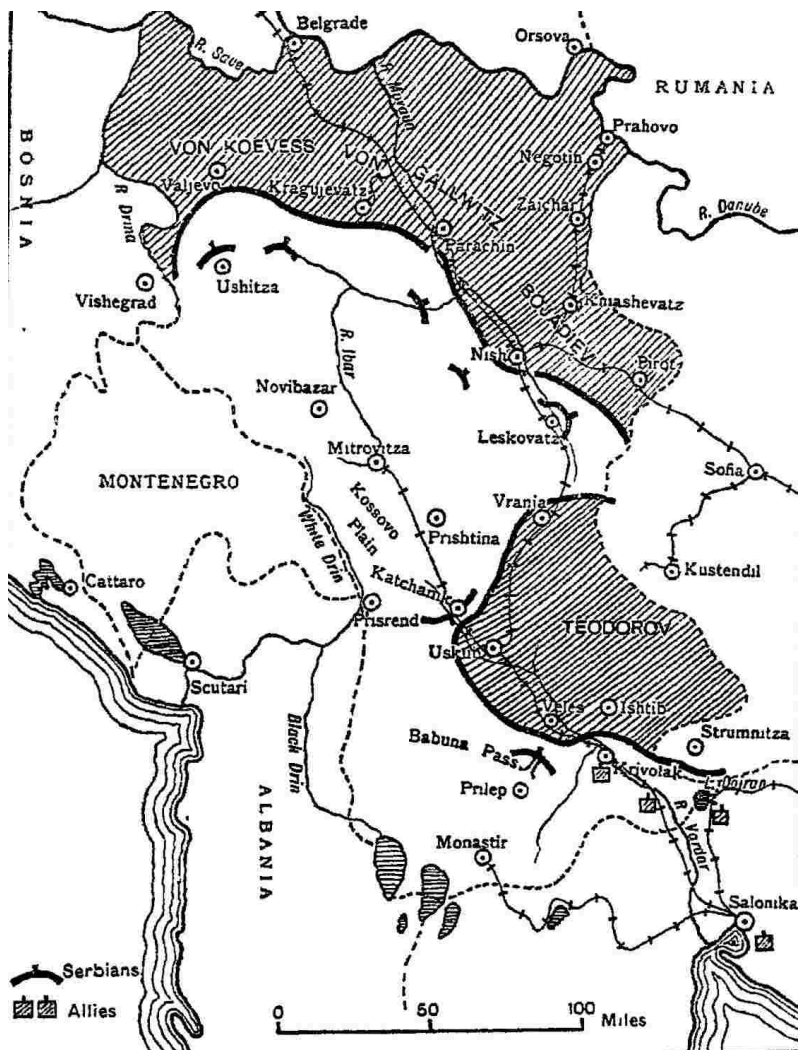 Belgrade
Orsova
R. Save
R. Morava
RUMANIA
BOSNIA
Prahovo
VON KOEVESS
VON GALLWITZ
Negotin
Valjevo
Kragujevatz
Zaichar
R. Danube
R. Drina
Parachin
Vishegrad
Ushitza
BOJADIEV
Kniashevatz
R. Ibar
Nish
Pirot
Novibazar
Leskovatz
Mitrovitza
Sofia
MONTENEGRO
Kossovo
Plain
Vranja
Prishtina
White Drin
Kustendil
Cattaro
Katchanik
Prisrend
TEODOROV
Uskub
Scutari
Veles
Ishtib
Strumnitza
Black Drin
Babuna Pass
Krivolak
L. Doiran
ALBANIA
Prilep
R. Vardar
Monastir
Salonika
Serbians
Allies
0 50 100 Miles